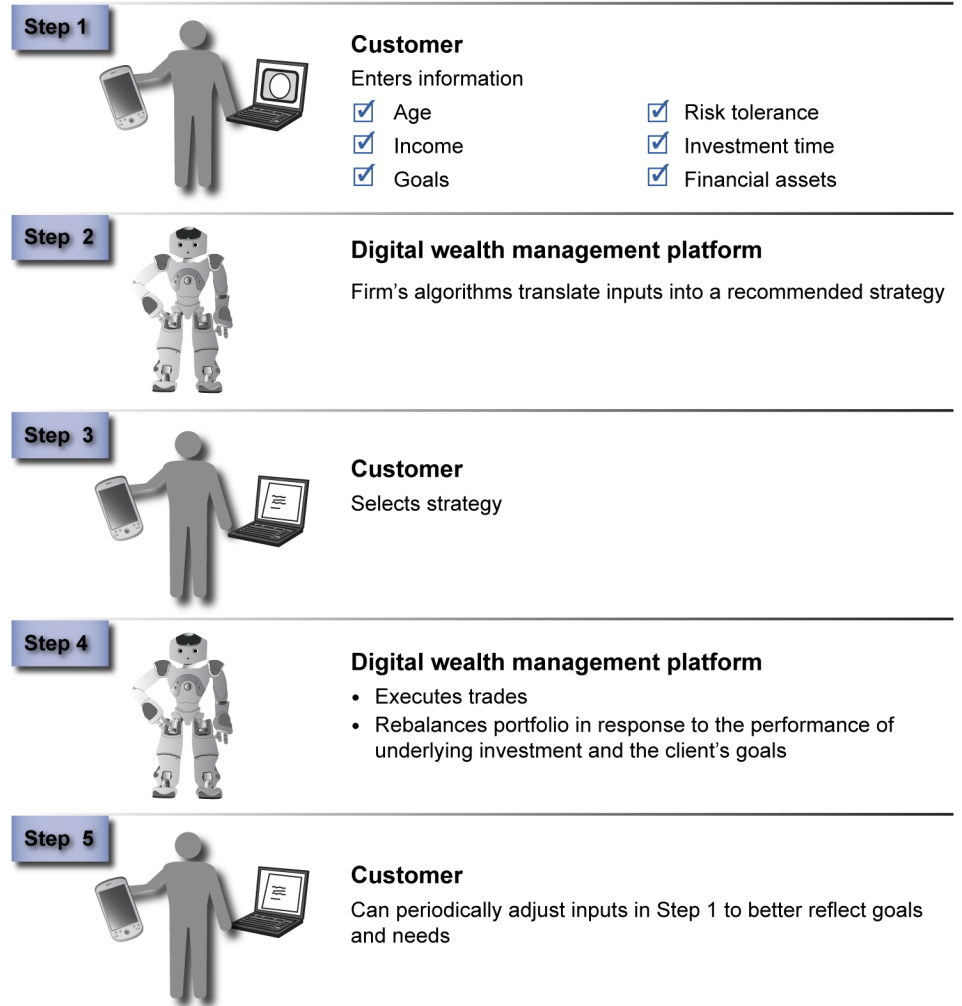 Step 1
Customer
Enters information
Age
Income
Goals
Risk tolerance
Investment time
Financial assets
Step 2
Digital wealth management platform
Firm's algorithms translate inputs into a recommended strategy
Step 3
Customer
Selects strategy
Step 4
Digital wealth management platform
• Executes trades
• Rebalances portfolio in response to the performance of
underlying investment and the client's goals
Step 5
Customer
Can periodically adjust inputs in Step 1 to better reflect goals
and needs